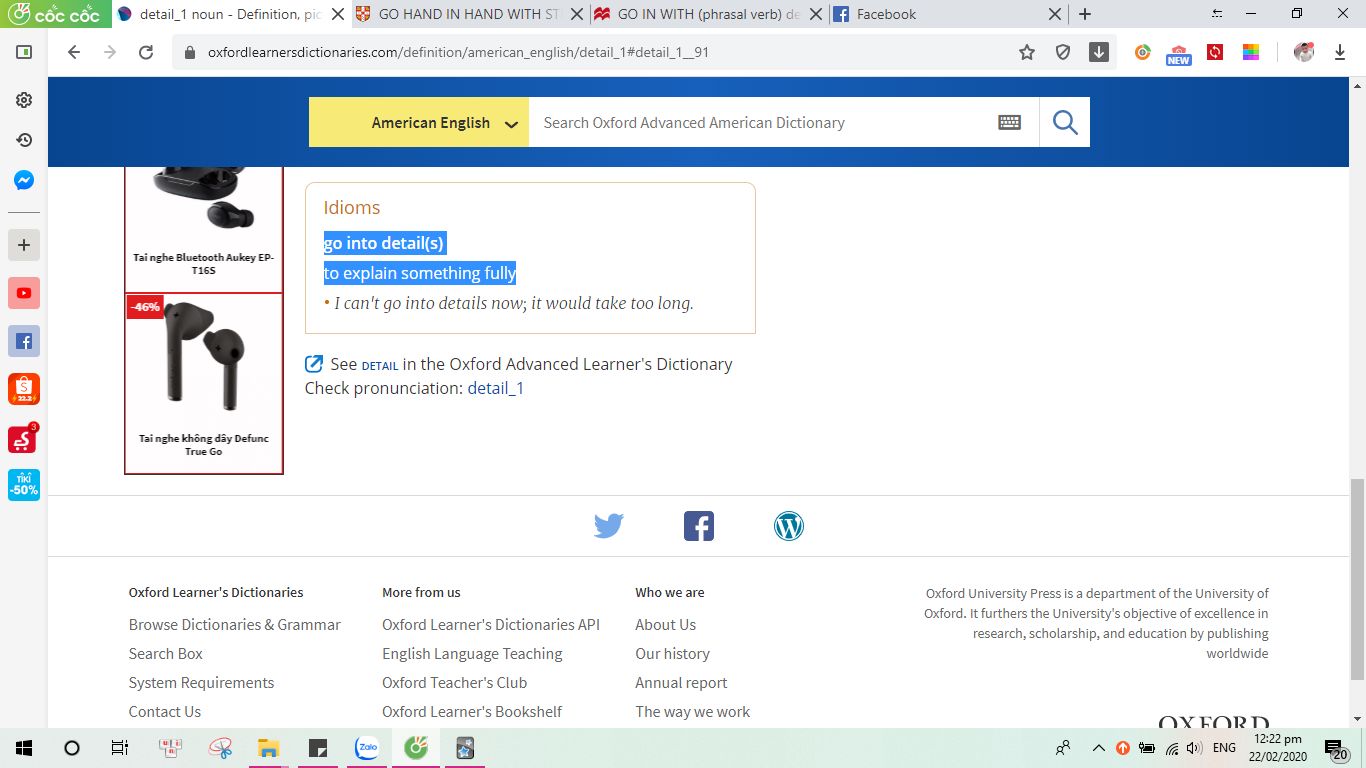 cốc cốc
detail_1 noun - Definition, pic
GO HAND IN HAND WITH ST
GO IN WITH (phrasal verb) de
Facebook
oxfordlearnersdictionaries.com/definition/american_english/detail_1#detail_1__91
NEW
American English
Search Oxford Advanced American Dictionary
Tai nghe Bluetooth Aukey EP-
T16S
-46%
Tai nghe không dây Defunc
True Go
Idioms
go into detail(s)
to explain something fully
• I can't go into details now; it would take too long.
See DETAIL in the Oxford Advanced Learner's Dictionary
Check pronunciation: detail_1
22.2
3
TIKI
-50%
Oxford Learner's Dictionaries
Browse Dictionaries & Grammar
Search Box
System Requirements
Contact Us
More from us
Oxford Learner's Dictionaries API
English Language Teaching
Oxford Teacher's Club
Oxford Learner's Bookshelf
Who we are
About Us
Our history
Annual report
The way we work
Oxford University Press is a department of the University of
Oxford. It furthers the University's objective of excellence in
research, scholarship, and education by publishing
worldwide
OXFORD
Zalo
ENG
12:22 pm
22/02/2020
20